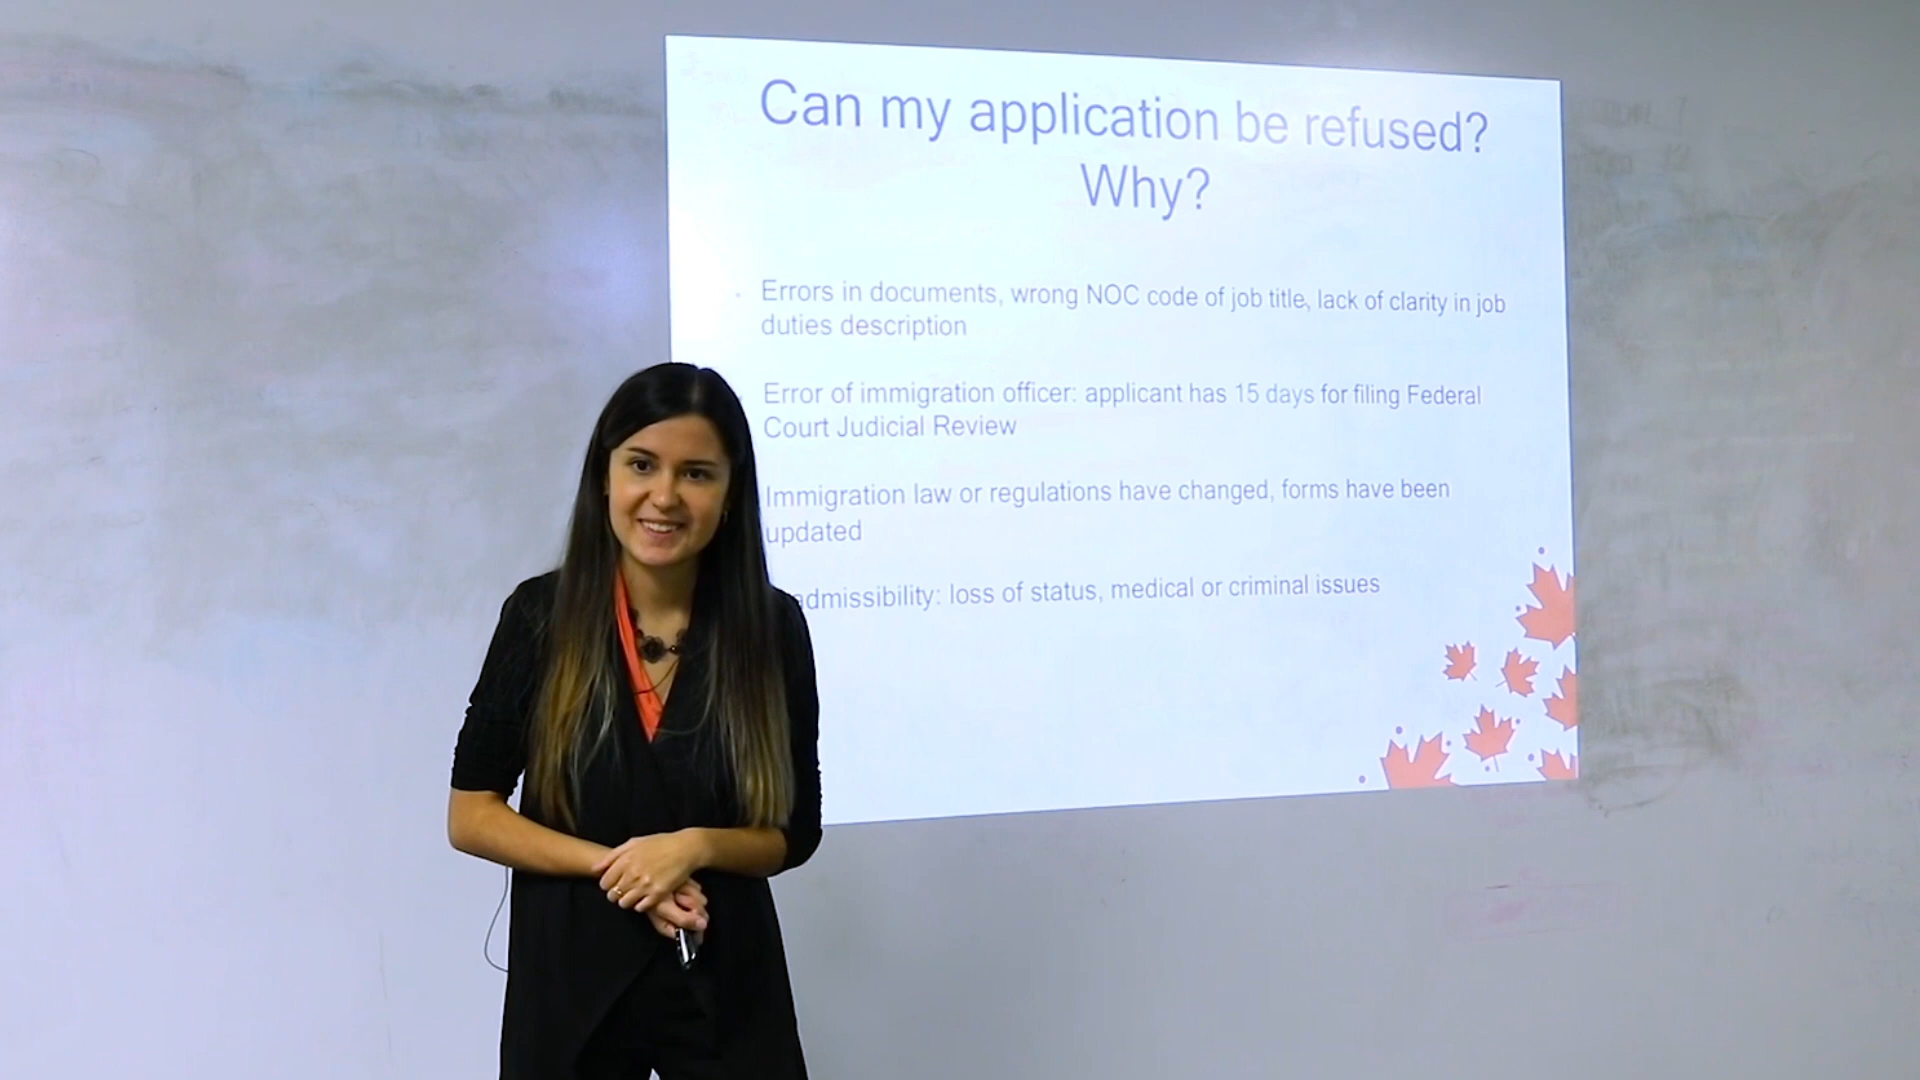 Can my application be refused?
Why?
Errors in documents, wrong NOC code of job title, lack of clarity in job
duties description
Error of immigration officer: applicant has 15 days for filing Federal
Court Judicial Review
Immigration law or regulations have changed, forms have been
updated
admissibility: loss of status, medical or criminal issues